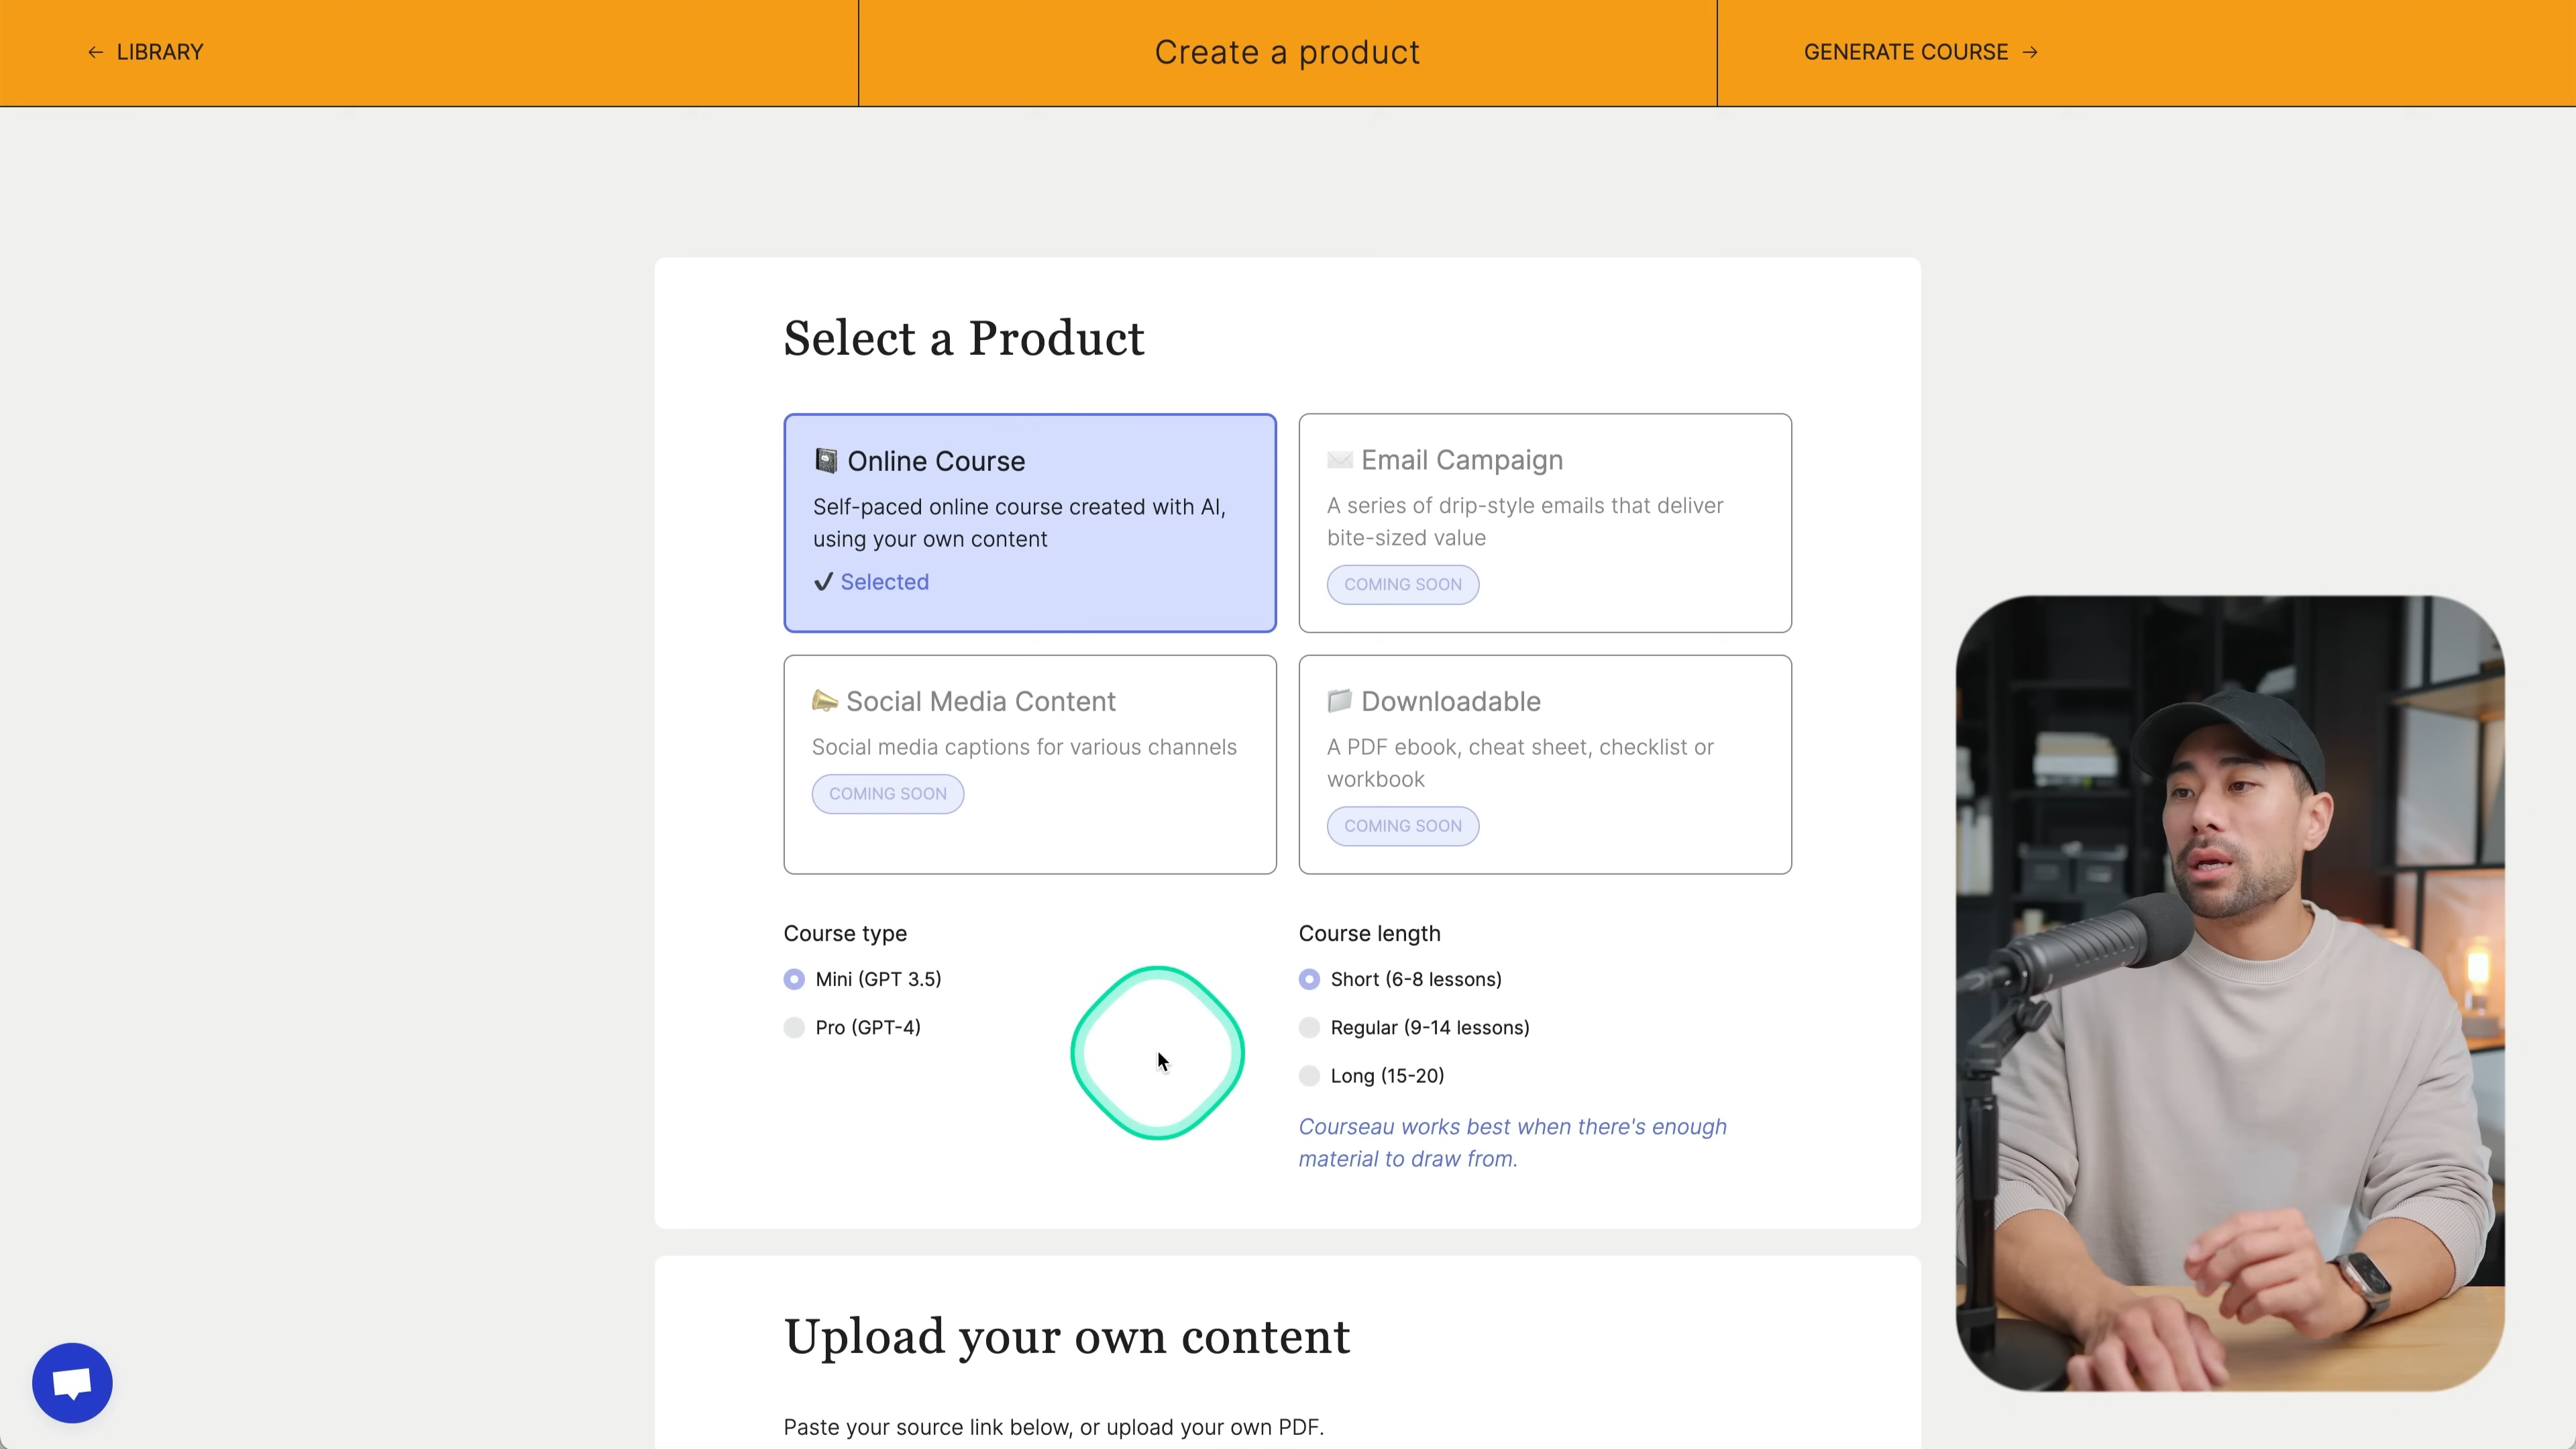 ← LIBRARY
Create a product
GENERATE COURSE →
Select a Product
Online Course
Self-paced online course created with AI,
using your own content
✓ Selected
Email Campaign
A series of drip-style emails that deliver
bite-sized value
COMING SOON
Social Media Content
Social media captions for various channels
COMING SOON
Downloadable
A PDF ebook, cheat sheet, checklist or
workbook
COMING SOON
Course type
Mini (GPT 3.5)
Pro (GPT-4)
Course length
Short (6-8 lessons)
Regular (9-14 lessons)
Long (15-20)
Courseau works best when there's enough
material to draw from.
Upload your own content
Paste your source link below, or upload your own PDF.